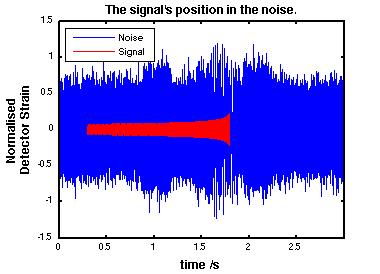 The signal's position in the noise.
Noise
Signal
Normalised
Detector Strain
1.5
1
0.5
0
-0.5
-1
-1.5
0
0.5
1
1.5
2
2.5
time /s